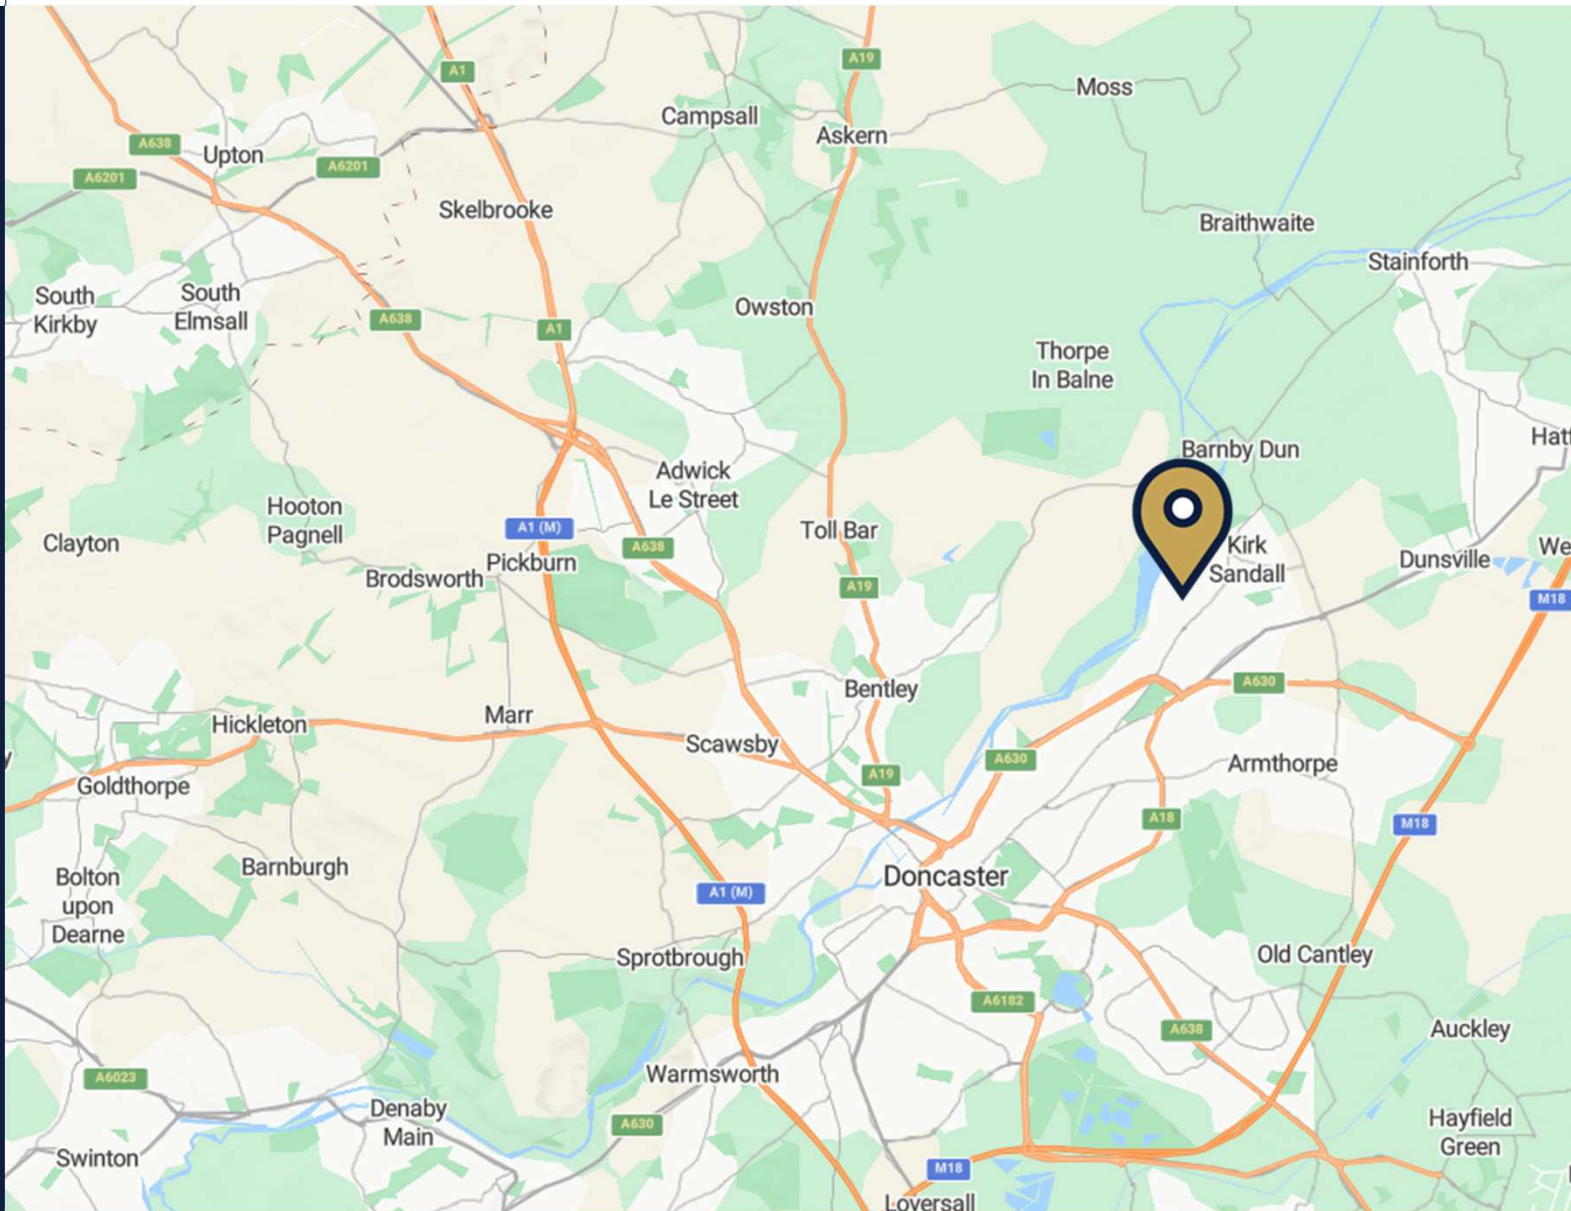 A19
A1
Moss
Campsall
Askern
A638
Upton
A6201
A6201
Skelbrooke
Braithwaite
Stainforth
South
Kirkby
South
Elmsall
Owston
A638
A1
Thorpe
In Balne
Hatf
Barnby Dun
Adwick
Le Street
Hooton
Pagnell
A1 (M)
Toll Bar
Clayton
A638
Kirk
Sandall
Dunsville
We
Pickburn
Brodsworth
A19
M18
A630
Bentley
Hickleton
Marr
Scawsby
A630
y
Armthorpe
Goldthorpe
A19
A18
M18
Barnburgh
Bolton
upon
Dearne
Doncaster
A1 (M)
Sprotbrough
Old Cantley
A6182
A638
Auckley
Warmsworth
A6023
Denaby
Main
A630
Hayfield
Green
Swinton
M18
Loversall